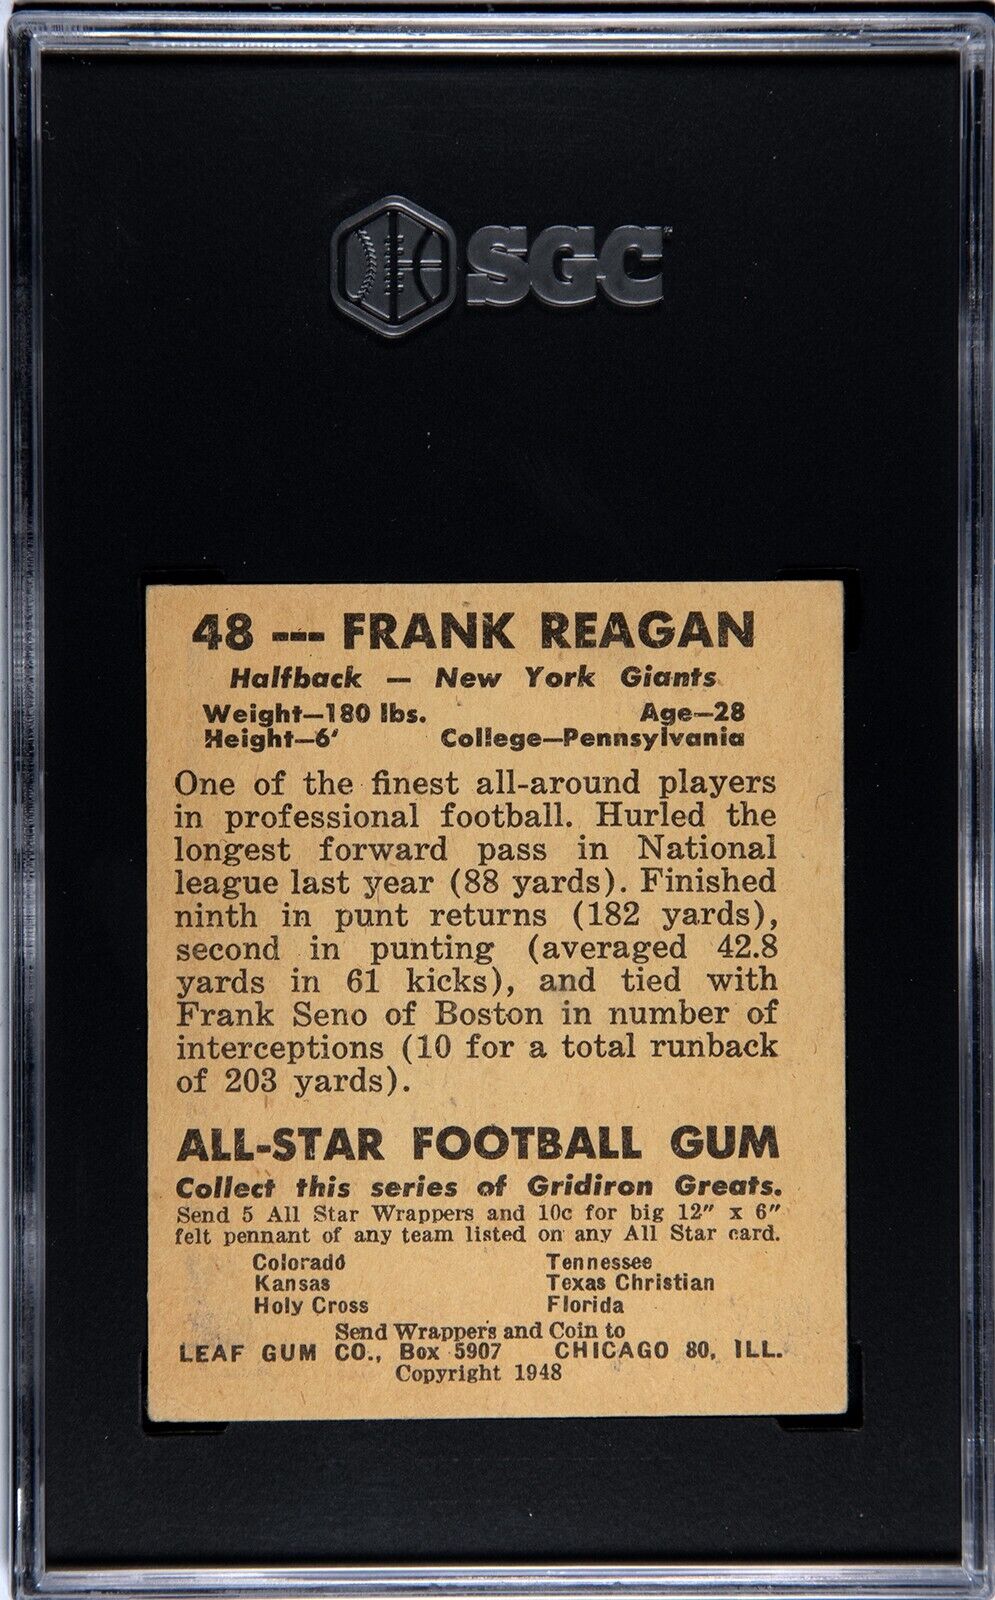 SGC
48 --- FRANK REAGAN
Halfback — New York Giants
Weight—180 lbs. Age—28
Height—6' College—Pennsylvania
One of the finest all-around players
in professional football. Hurled the
longest forward pass in National
league last year (88 yards). Finished
ninth in punt returns (182 yards),
second in punting (averaged 42.8
yards in 61 kicks), and tied with
Frank Seno of Boston in number of
interceptions (10 for a total runback
of 203 yards).
ALL-STAR FOOTBALL GUM
Collect this series of Gridiron Greats.
Send 5 All Star Wrappers and 10c for big 12" x 6"
felt pennant of any team listed on any All Star card.
Colorado Tennessee
Kansas Texas Christian
Holy Cross Florida
Send Wrappers and Coin to
LEAF GUM CO., Box 5907 CHICAGO 80, ILL.
Copyright 1948